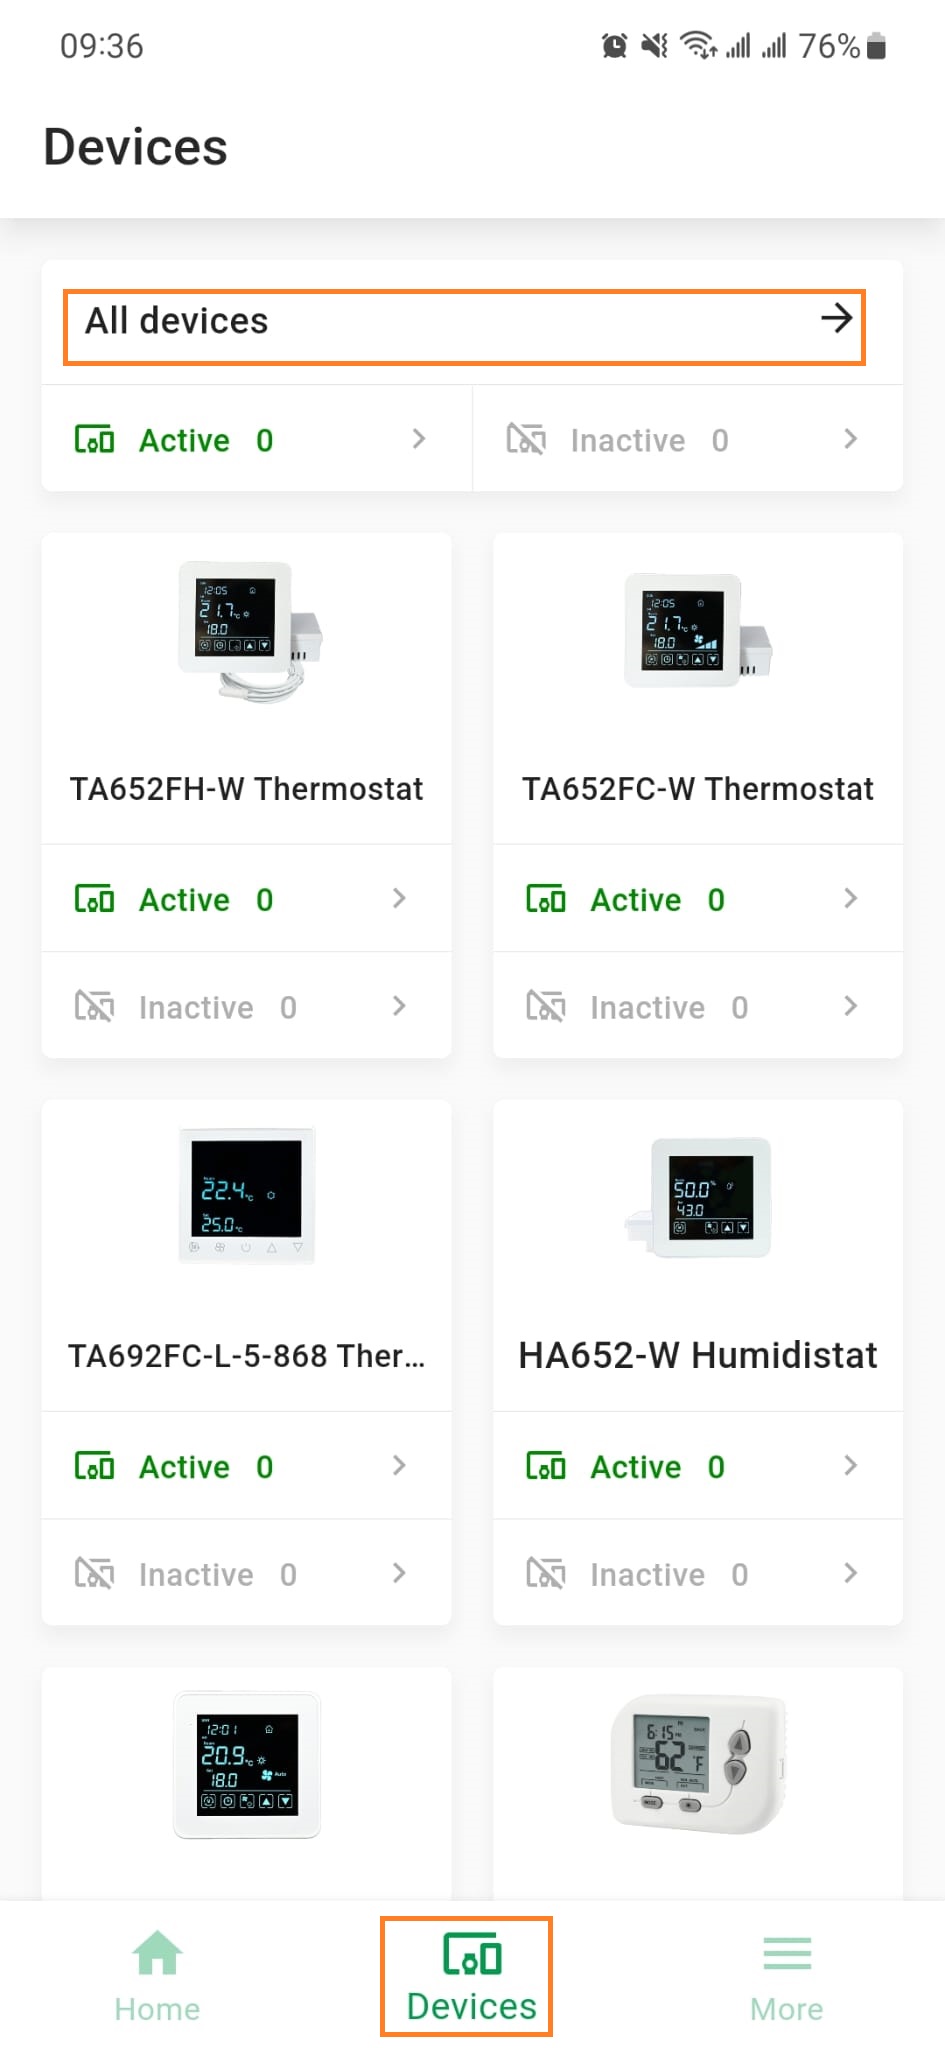 09:36 76%
Devices
All devices
Active 0 Inactive 0
12:05 12:05
21.7°C 21.7°C
18.0 18.0
TA652FH-W Thermostat TA652FC-W Thermostat
Active 0 Active 0
Inactive 0 Inactive 0
22.4°C 50.0%
25.0°C 43.0
TA692FC-L-5-868 Ther... HA652-W Humidistat
Active 0 Active 0
Inactive 0 Inactive 0
12:01 6:15
20.9°C 62°F
18.0 Auto
Home Devices More